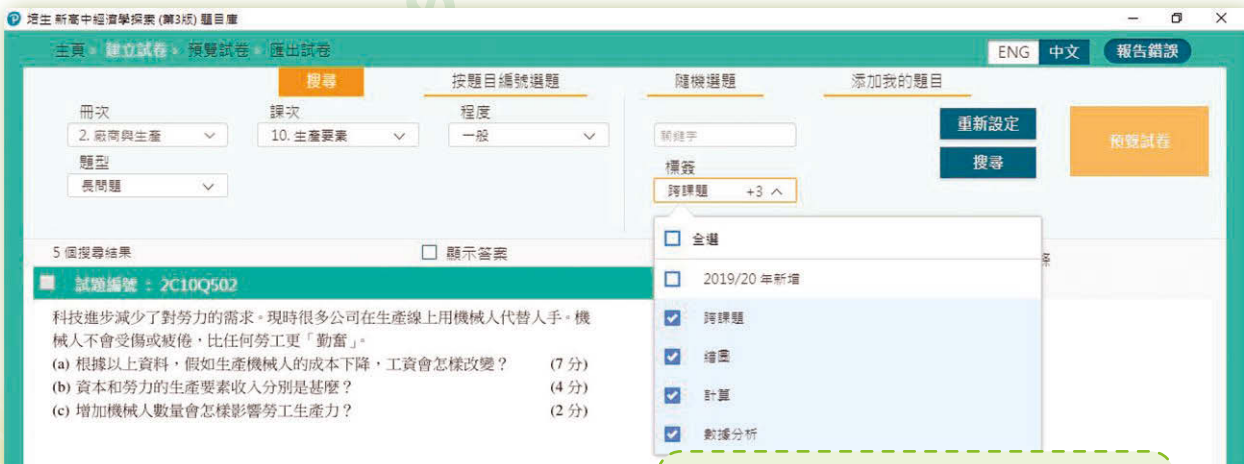 培生 新高中經濟學探索 (第3版) 題目庫
主頁 建立試卷 預覽試卷 匯出試卷
ENG 中文 報告錯誤
搜尋 按題目編號選題 隨機選題 添加我的題目
冊次 課次 程度
2. 廠商與生產 10. 生產要素 一般 關鍵字
重新設定
預覽試卷
題型 標籤 搜尋
長問題 跨課題 +3
5 個搜尋結果 顯示答案
全選
試題編號 : 2C10Q502
2019/20 年新增
科技進步減少了對勞力的需求。現時很多公司在生產線上用機械人代替人手。機
械人不會受傷或疲倦,比任何勞工更「勤奮」。
(a) 根據以上資料,假如生產機械人的成本下降,工資會怎樣改變? (7 分)
(b) 資本和勞力的生產要素收入分別是甚麼? (4 分)
(c) 增加機械人數量會怎樣影響勞工生產力? (2 分)
跨課題
繪圖
計算
數據分析